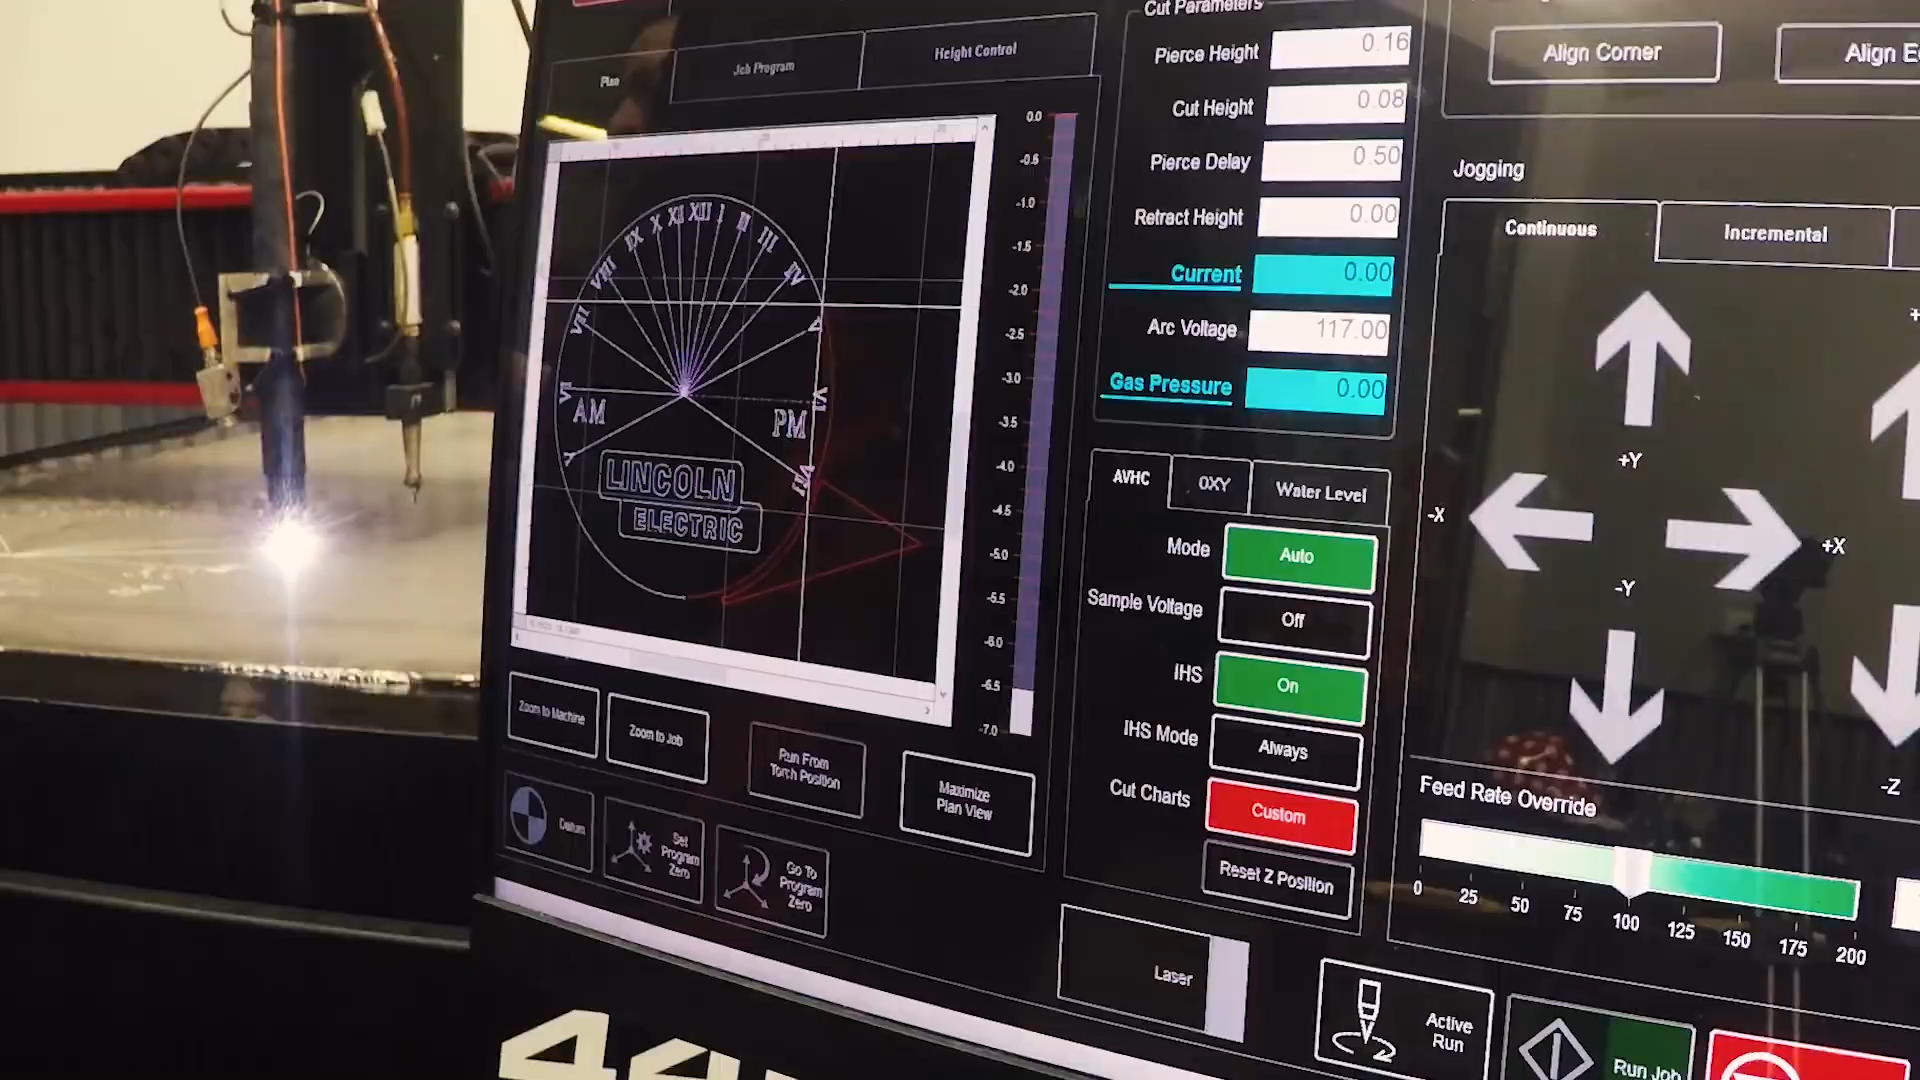 Plan
Job Program
Height Control
XII
XI
X
IX
VIII
VII
VI
V
I
II
III
IV
V
VI
VII
AM
PM
LINCOLN
ELECTRIC
0.0
-0.5
-1.0
-1.5
-2.0
-2.5
-3.0
-3.5
-4.0
-4.5
-5.0
-5.5
-6.0
-6.5
-7.0
Zoom to Machine
Zoom to Job
Run From
Torch Position
Maximize
Plan View
Datum
Set
Program
Zero
Go To
Program
Zero
Cut Parameters
Pierce Height 0.16
Cut Height 0.08
Pierce Delay 0.50
Retract Height 0.00
Current 0.00
Arc Voltage 117.00
Gas Pressure 0.00
AVHC OXY Water Level
Mode Auto
Sample Voltage Off
IHS On
IHS Mode Always
Cut Charts Custom
Reset Z Position
Laser
Align Corner
Align
Jogging
Continuous Incremental
+Y
-X
+X
-Y
-Z
Feed Rate Override
0 25 50 75 100 125 150 175 200
Active
Run
Run Job